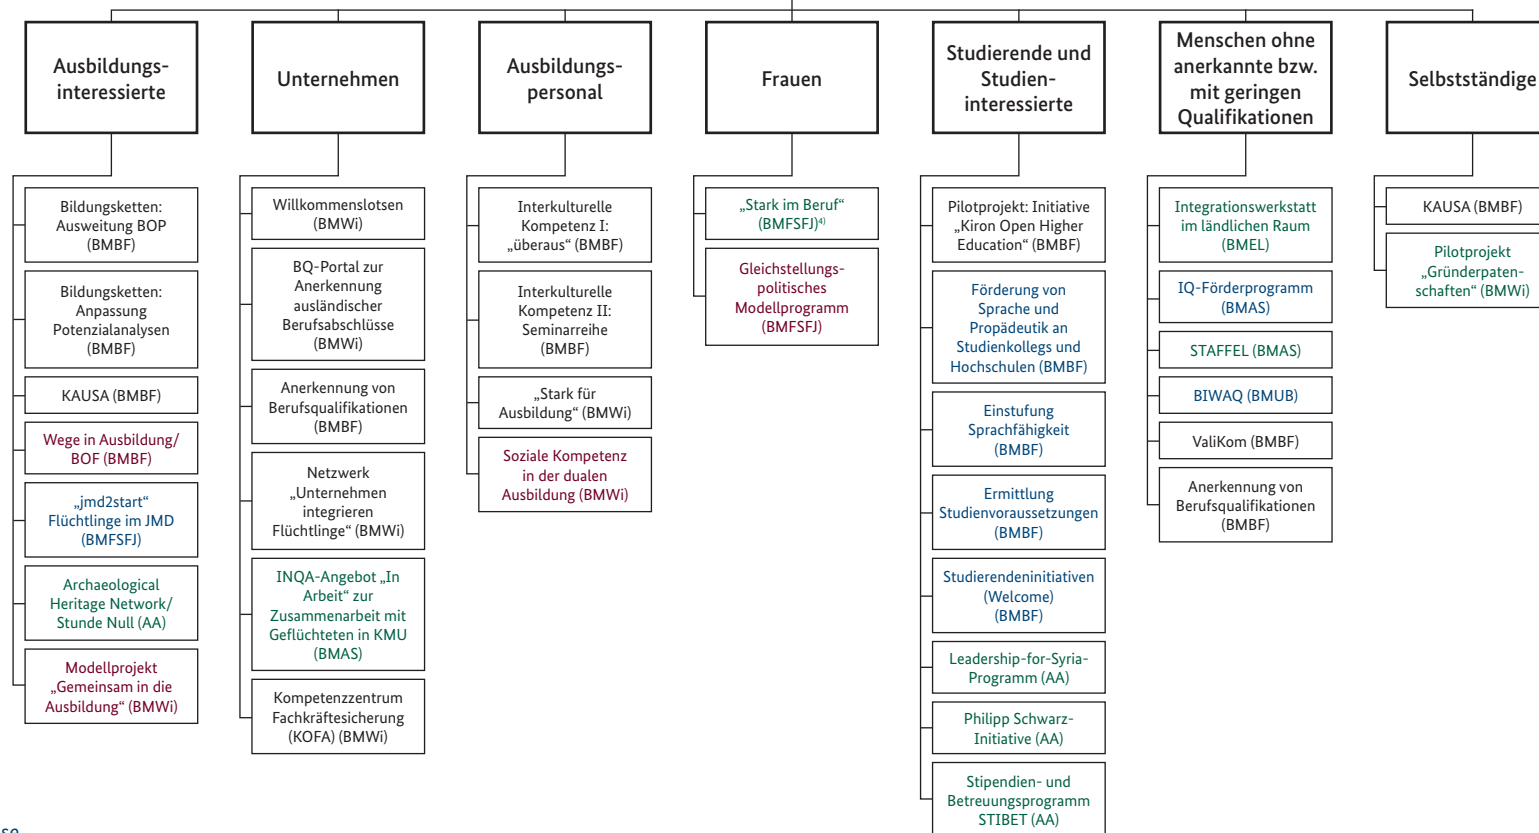 Ausbildungs-
interessierte
Bildungsketten:
Ausweitung BOP
(BMBF)
Bildungsketten:
Anpassung
Potenzialanalysen
(BMBF)
KAUSA (BMBF)
Wege in Ausbildung/
BOF (BMBF)
„jmd2start"
Flüchtlinge im JMD
(BMFSFJ)
Archaeological
Heritage Network/
Stunde Null (AA)
Modellprojekt
„Gemeinsam in die
Ausbildung“ (BMWi)
Unternehmen
Willkommenslotsen
(BMWi)
BQ-Portal zur
Anerkennung
ausländischer
Berufsabschlüsse
(BMWi)
Anerkennung von
Berufsqualifikationen
(BMBF)
Netzwerk
„Unternehmen
integrieren
Flüchtlinge“ (BMWi)
INQA-Angebot „In
Arbeit“ zur
Zusammenarbeit mit
Geflüchteten in KMU
(BMAS)
Kompetenzzentrum
Fachkräftesicherung
(KOFA) (BMWi)
Ausbildungs-
personal
Interkulturelle
Kompetenz I:
„überaus“ (BMBF)
Interkulturelle
Kompetenz II:
Seminarreihe
(BMBF)
„Stark für
Ausbildung“ (BMWi)
Soziale Kompetenz
in der dualen
Ausbildung (BMWi)
Frauen
„Stark im Beruf“
(BMFSFJ)⁴⁾
Gleichstellungs-
politisches
Modellprogramm
(BMFSFJ)
Studierende und
Studien-
interessierte
Pilotprojekt: Initiative
„Kiron Open Higher
Education“ (BMBF)
Förderung von
Sprache und
Propädeutik an
Studienkollegs und
Hochschulen (BMBF)
Einstufung
Sprachfähigkeit
(BMBF)
Ermittlung
Studienvoraussetzungen
(BMBF)
Studierendeninitiativen
(Welcome)
(BMBF)
Leadership-for-Syria-
Programm (AA)
Philipp Schwarz-
Initiative (AA)
Stipendien- und
Betreuungsprogramm
STIBET (AA)
Menschen ohne
anerkannte bzw.
mit geringen
Qualifikationen
Integrationswerkstatt
im ländlichen Raum
(BMEL)
IQ-Förderprogramm
(BMAS)
STAFFEL (BMAS)
BIWAQ (BMUB)
ValiKom (BMBF)
Anerkennung von
Berufsqualifikationen
(BMBF)
Selbstständige
KAUSA (BMBF)
Pilotprojekt
„Gründerpaten-
schaften“ (BMWi)